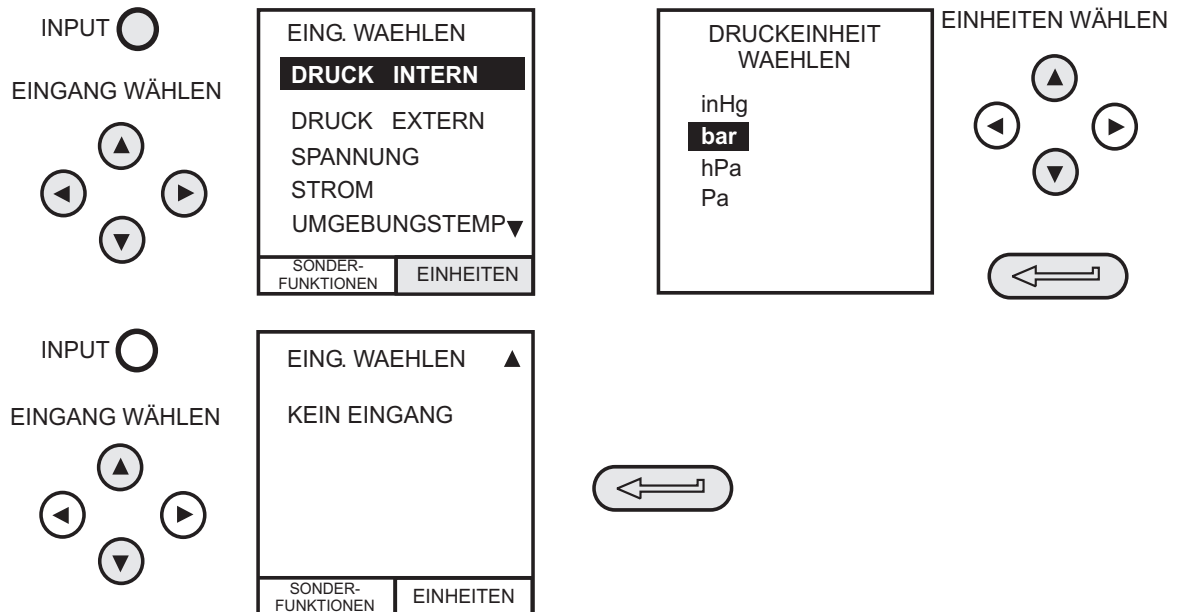 INPUT
EINGANG WÄHLEN
EING. WAEHLEN
DRUCK INTERN
DRUCK EXTERN
SPANNUNG
STROM
UMGEBUNGSTEMP
SONDER-
FUNKTIONEN
EINHEITEN
DRUCKEINHEIT
WAEHLEN
inHg
bar
hPa
Pa
EINHEITEN WÄHLEN
INPUT
EINGANG WÄHLEN
EING. WAEHLEN
KEIN EINGANG
SONDER-
FUNKTIONEN
EINHEITEN